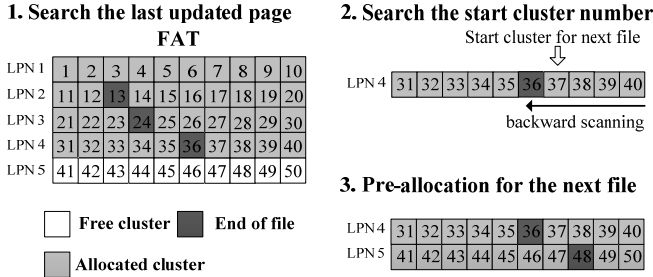 1. Search the last updated page
FAT
LPN 1 1 2 3 4 5 6 7 8 9 10
LPN 2 11 12 13 14 15 16 17 18 19 20
LPN 3 21 22 23 24 25 26 27 28 29 30
LPN 4 31 32 33 34 35 36 37 38 39 40
LPN 5 41 42 43 44 45 46 47 48 49 50
Free cluster End of file
Allocated cluster
2. Search the start cluster number
Start cluster for next file
LPN 4 31 32 33 34 35 36 37 38 39 40
backward scanning
3. Pre-allocation for the next file
LPN 4 31 32 33 34 35 36 37 38 39 40
LPN 5 41 42 43 44 45 46 47 48 49 50